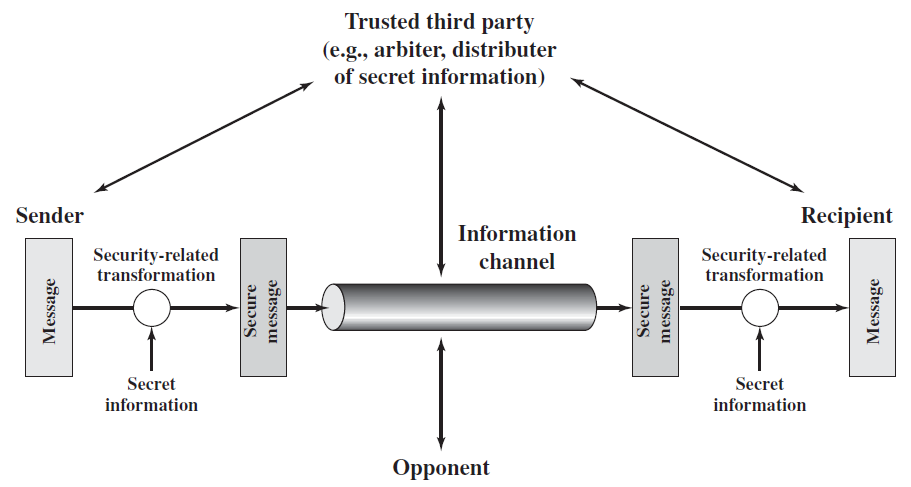 Trusted third party
(e.g., arbiter, distributer
of secret information)
Sender
Recipient
Information
channel
Security-related
transformation
Security-related
transformation
Message
Secure
message
Secure
message
Message
Secret
information
Secret
information
Opponent